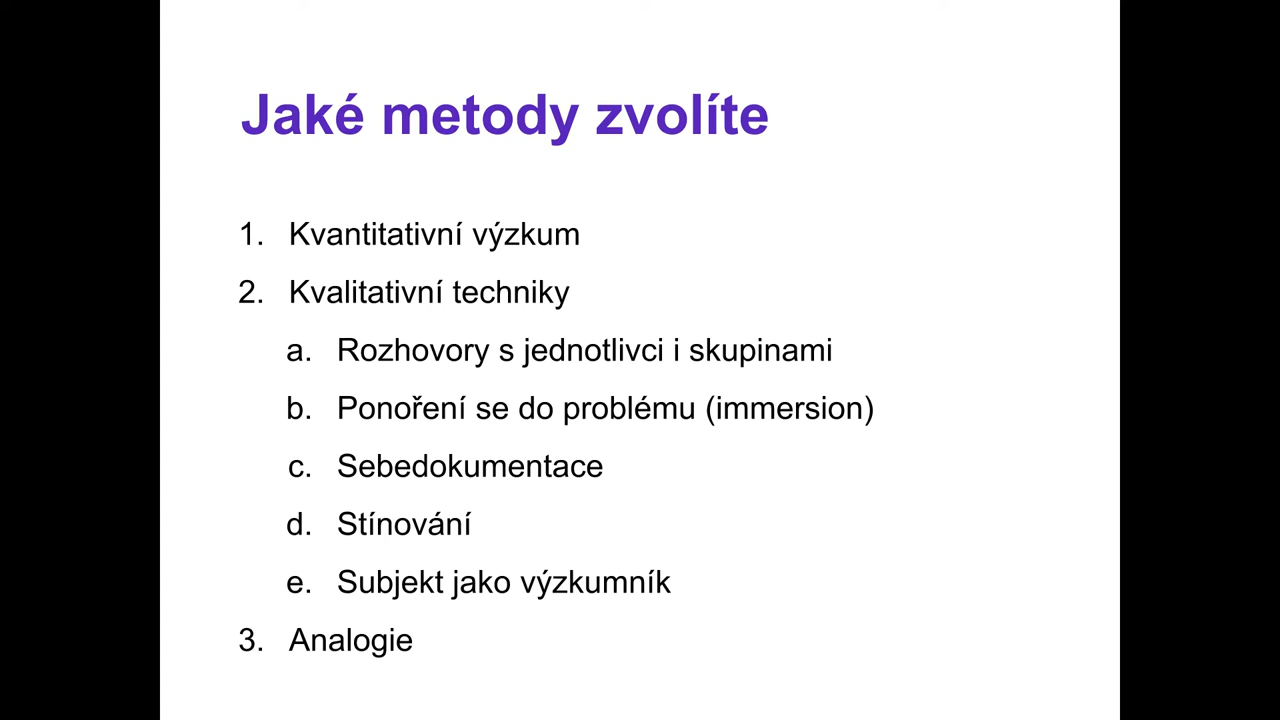 Jaké metody zvolíte
1. Kvantitativní výzkum
2. Kvalitativní techniky
a. Rozhovory s jednotlivci i skupinami
b. Ponoření se do problému (immersion)
c. Sebedokumentace
d. Stínování
e. Subjekt jako výzkumník
3. Analogie